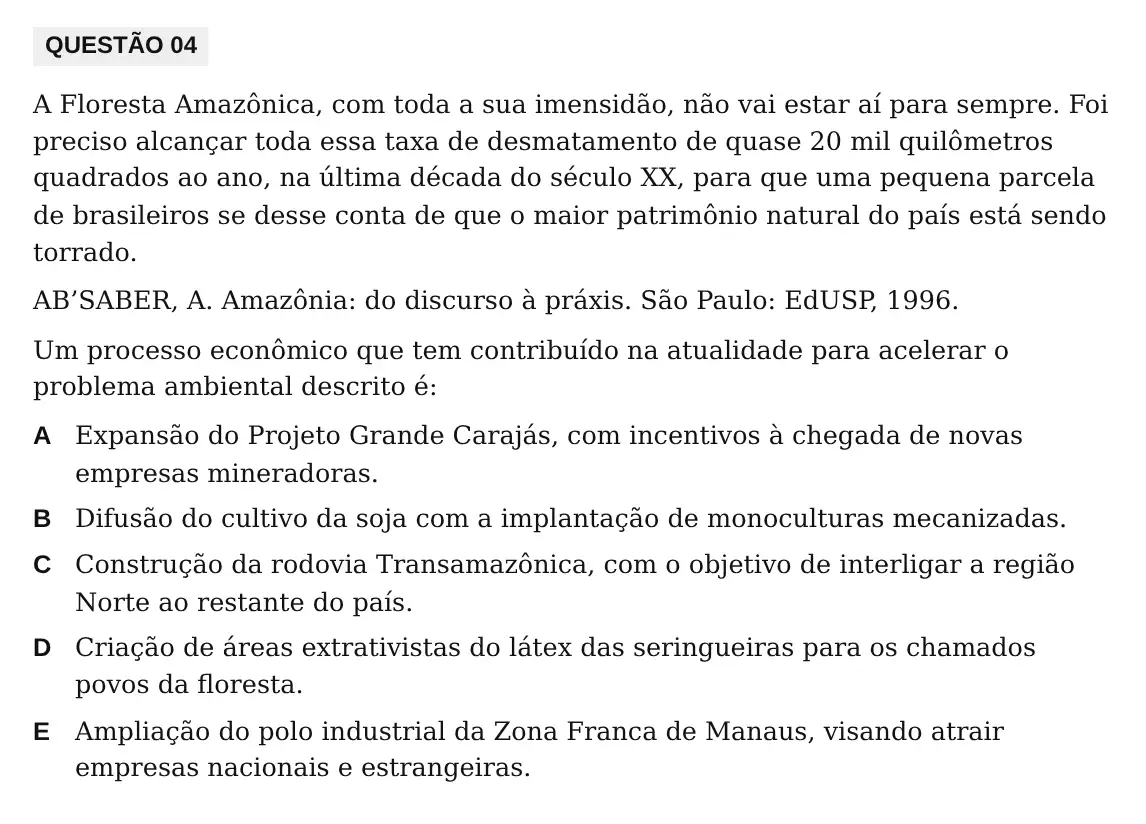 QUESTÃO 04
A Floresta Amazônica, com toda a sua imensidão, não vai estar aí para sempre. Foi
preciso alcançar toda essa taxa de desmatamento de quase 20 mil quilômetros
quadrados ao ano, na última década do século XX, para que uma pequena parcela
de brasileiros se desse conta de que o maior patrimônio natural do país está sendo
torrado.
AB’SABER, A. Amazônia: do discurso à práxis. São Paulo: EdUSP, 1996.
Um processo econômico que tem contribuído na atualidade para acelerar o
problema ambiental descrito é:
A Expansão do Projeto Grande Carajás, com incentivos à chegada de novas
empresas mineradoras.
B Difusão do cultivo da soja com a implantação de monoculturas mecanizadas.
C Construção da rodovia Transamazônica, com o objetivo de interligar a região
Norte ao restante do país.
D Criação de áreas extrativistas do látex das seringueiras para os chamados
povos da floresta.
E Ampliação do polo industrial da Zona Franca de Manaus, visando atrair
empresas nacionais e estrangeiras.